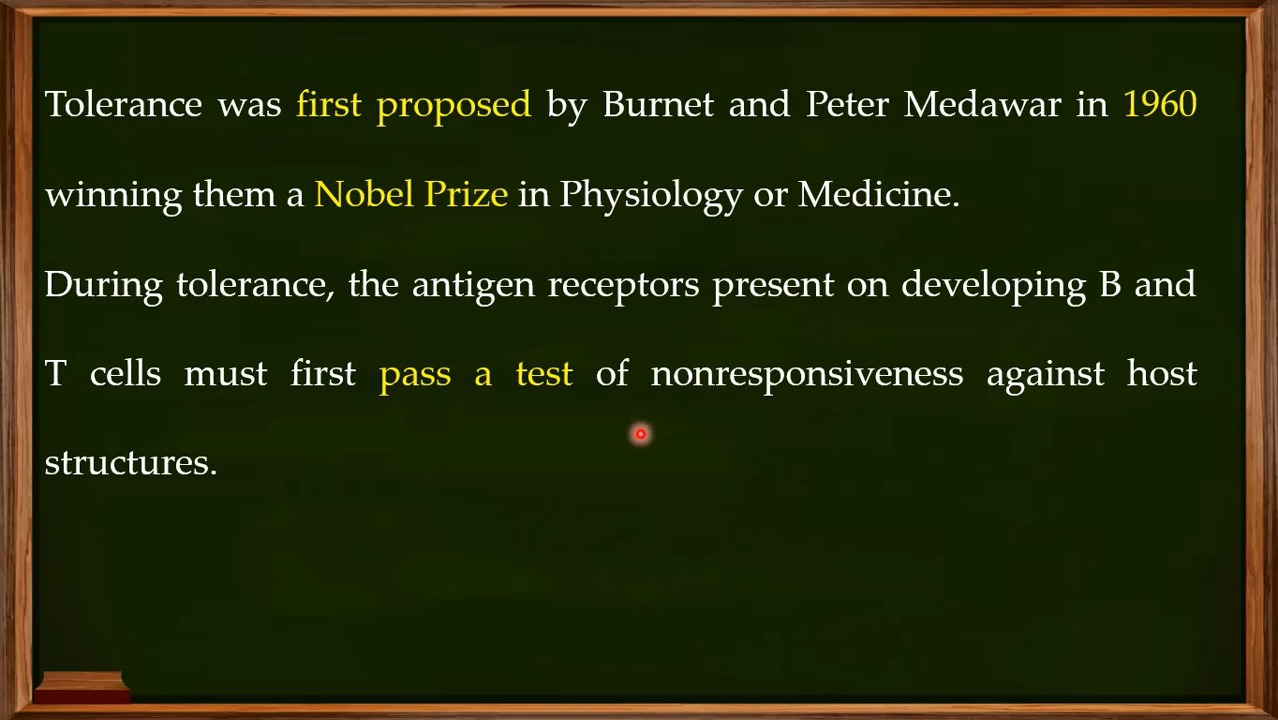 Tolerance was first proposed by Burnet and Peter Medawar in 1960
winning them a Nobel Prize in Physiology or Medicine.
During tolerance, the antigen receptors present on developing B and
T cells must first pass a test of nonresponsiveness against host
structures.